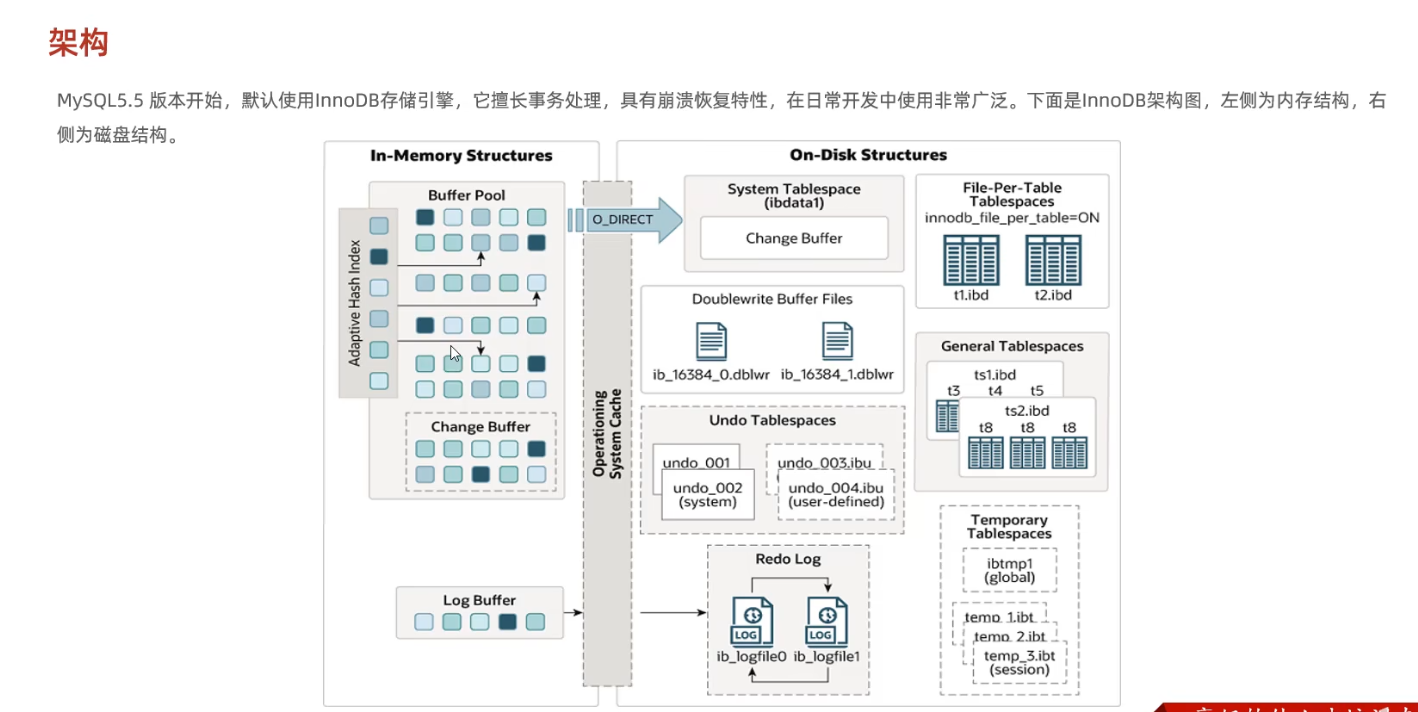 架构
MySQL5.5 版本开始，默认使用InnoDB存储引擎，它擅长事务处理，具有崩溃恢复特性，在日常开发中使用非常广泛。下面是InnoDB架构图，左侧为内存结构，右
侧为磁盘结构。
In-Memory Structures
Buffer Pool
Adaptive Hash Index
Change Buffer
Log Buffer
Operationing
System Cache
O_DIRECT
On-Disk Structures
System Tablespace
(ibdata1)
Change Buffer
Doublewrite Buffer Files
ib_16384_0.dblwr ib_16384_1.dblwr
Undo Tablespaces
undo_001
undo_002
(system)
undo_003.ibu
undo_004.ibu
(user-defined)
Redo Log
LOG LOG
ib_logfile0 ib_logfile1
File-Per-Table
Tablespaces
innodb_file_per_table=ON
t1.ibd t2.ibd
General Tablespaces
ts1.ibd
t3 t4 t5
ts2.ibd
t8 t8 t8
Temporary
Tablespaces
ibtmp1
(global)
temp_1.ibt
temp_2.ibt
temp_3.ibt
(session)